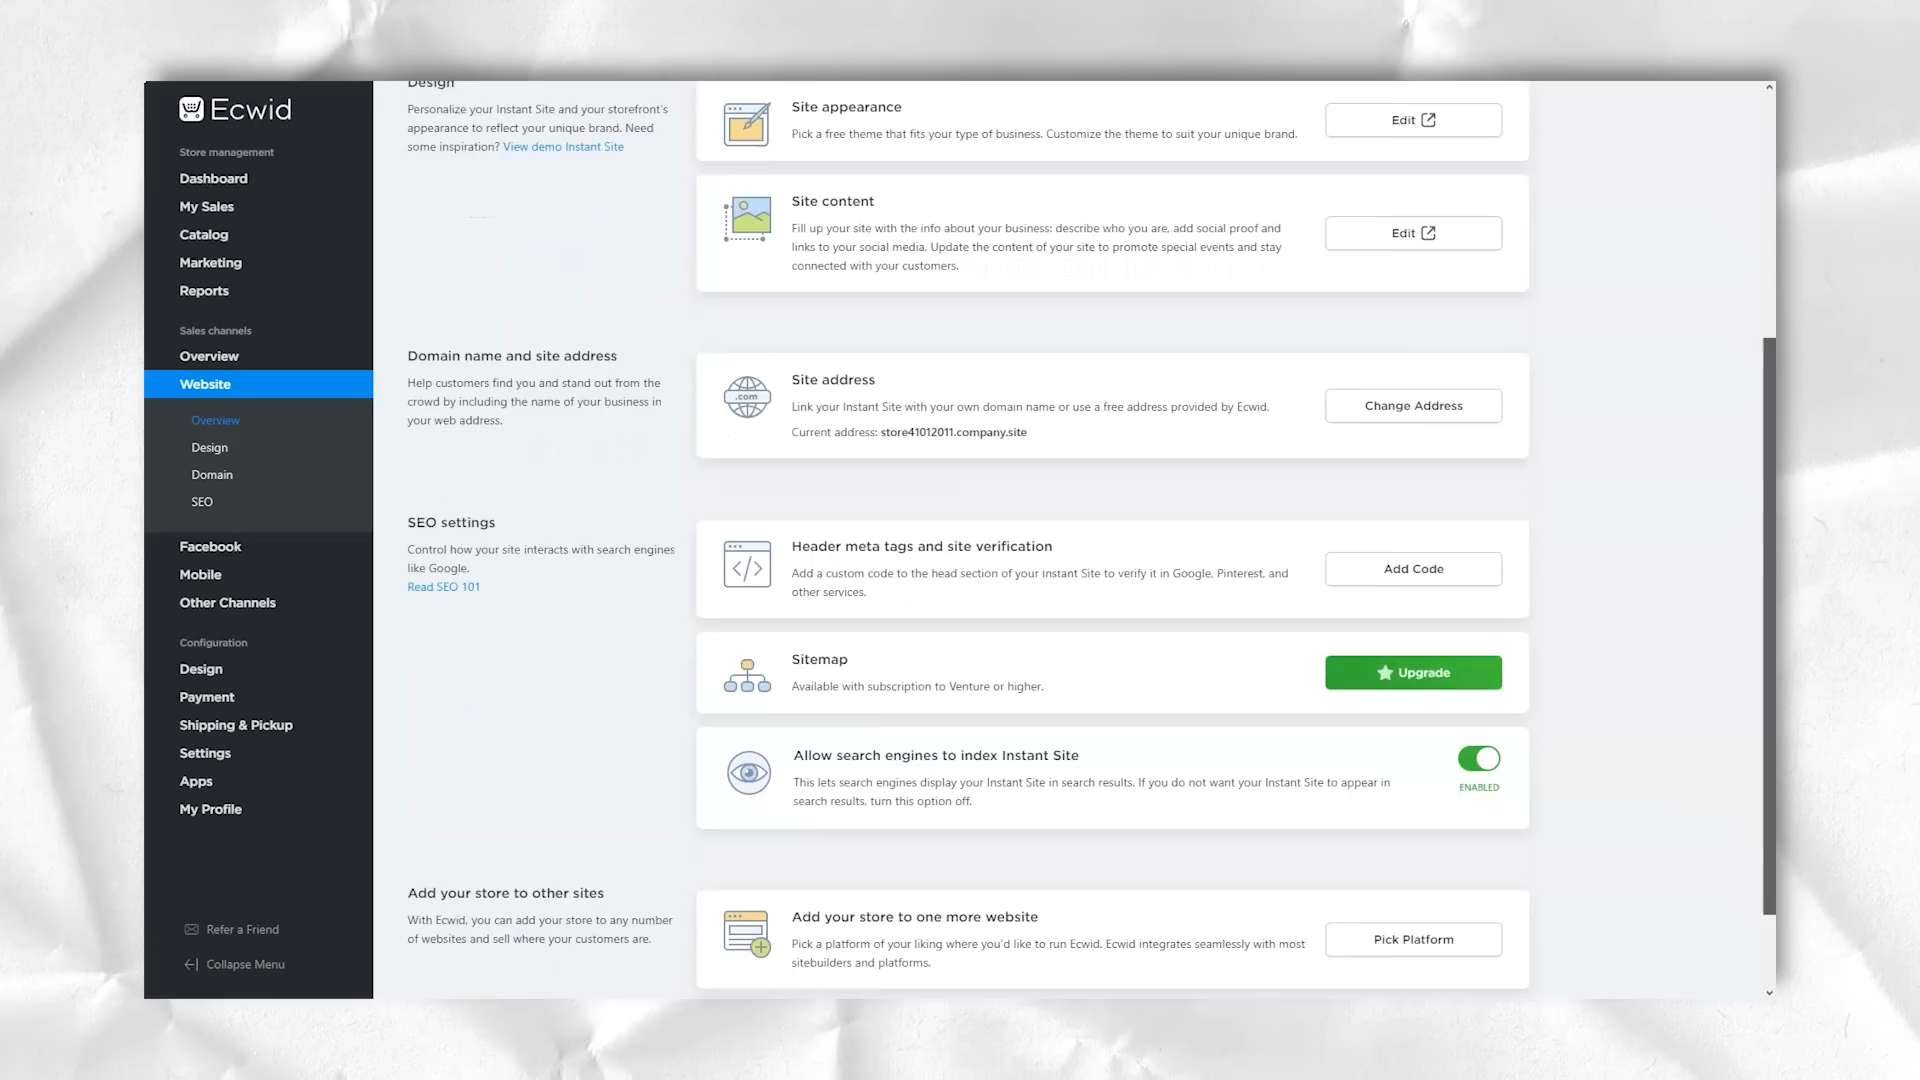 Ecwid
Store management
Dashboard
My Sales
Catalog
Marketing
Reports
Sales channels
Overview
Website
Overview
Design
Domain
SEO
Facebook
Mobile
Other Channels
Configuration
Design
Payment
Shipping & Pickup
Settings
Apps
My Profile
Refer a Friend
Collapse Menu
Design
Personalize your Instant Site and your storefront's
appearance to reflect your unique brand. Need
some inspiration? View demo Instant Site
Site appearance
Pick a free theme that fits your type of business. Customize the theme to suit your unique brand.
Edit
Site content
Fill up your site with the info about your business: describe who you are, add social proof and
links to your social media. Update the content of your site to promote special events and stay
connected with your customers.
Edit
Domain name and site address
Help customers find you and stand out from the
crowd by including the name of your business in
your web address.
.com
Site address
Link your Instant Site with your own domain name or use a free address provided by Ecwid.
Current address: store41012011.company.site
Change Address
SEO settings
Control how your site interacts with search engines
like Google.
Read SEO 101
Header meta tags and site verification
Add a custom code to the head section of your Instant Site to verify it in Google, Pinterest, and
other services.
Add Code
Sitemap
Available with subscription to Venture or higher.
Upgrade
Allow search engines to index Instant Site
This lets search engines display your Instant Site in search results. If you do not want your Instant Site to appear in
search results, turn this option off.
ENABLED
Add your store to other sites
With Ecwid, you can add your store to any number
of websites and sell where your customers are.
Add your store to one more website
Pick a platform of your liking where you'd like to run Ecwid. Ecwid integrates seamlessly with most
sitebuilders and platforms.
Pick Platform